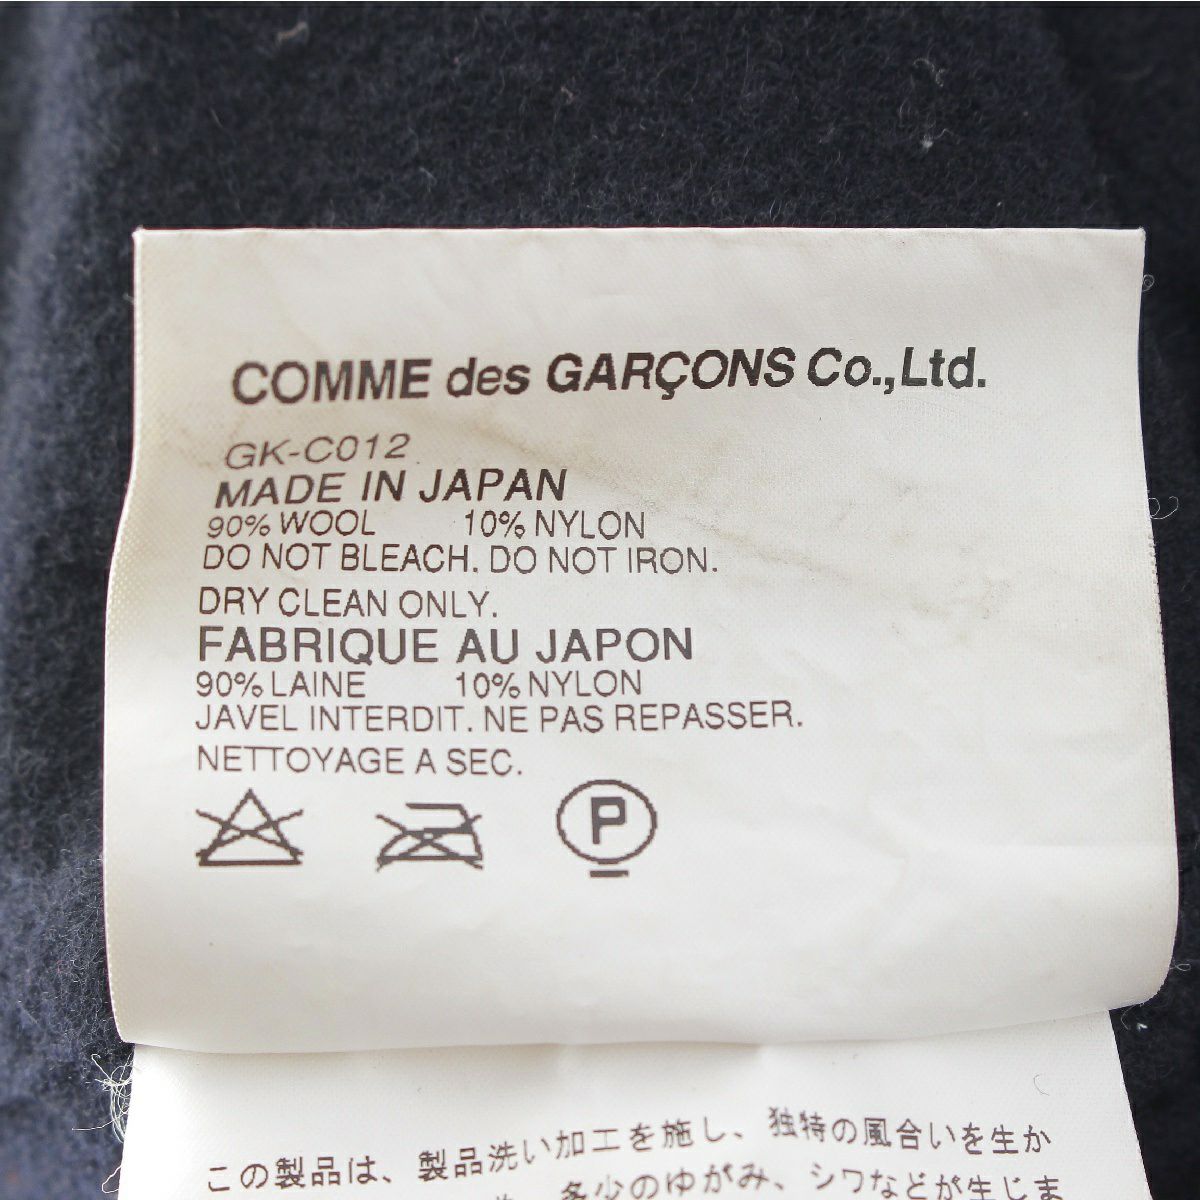 COMME des GARÇONS Co.,Ltd.
GK-C012
MADE IN JAPAN
90% WOOL 10% NYLON
DO NOT BLEACH. DO NOT IRON.
DRY CLEAN ONLY.
FABRIQUE AU JAPON
90% LAINE 10% NYLON
JAVEL INTERDIT. NE PAS REPASSER.
NETTOYAGE A SEC.
P
この製品は、製品洗い加工を施し、独特の風合いを生か
多少のゆがみ、シワなどが生じま